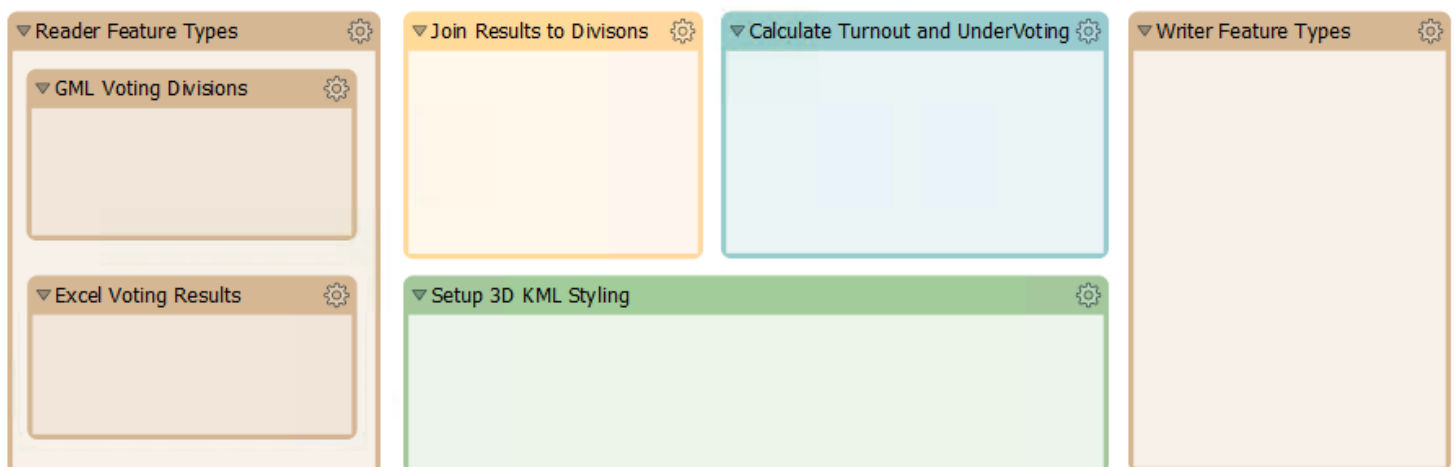 Reader Feature Types
Join Results to Divisons
Calculate Turnout and UnderVoting
Writer Feature Types
GML Voting Divisions
Excel Voting Results
Setup 3D KML Styling